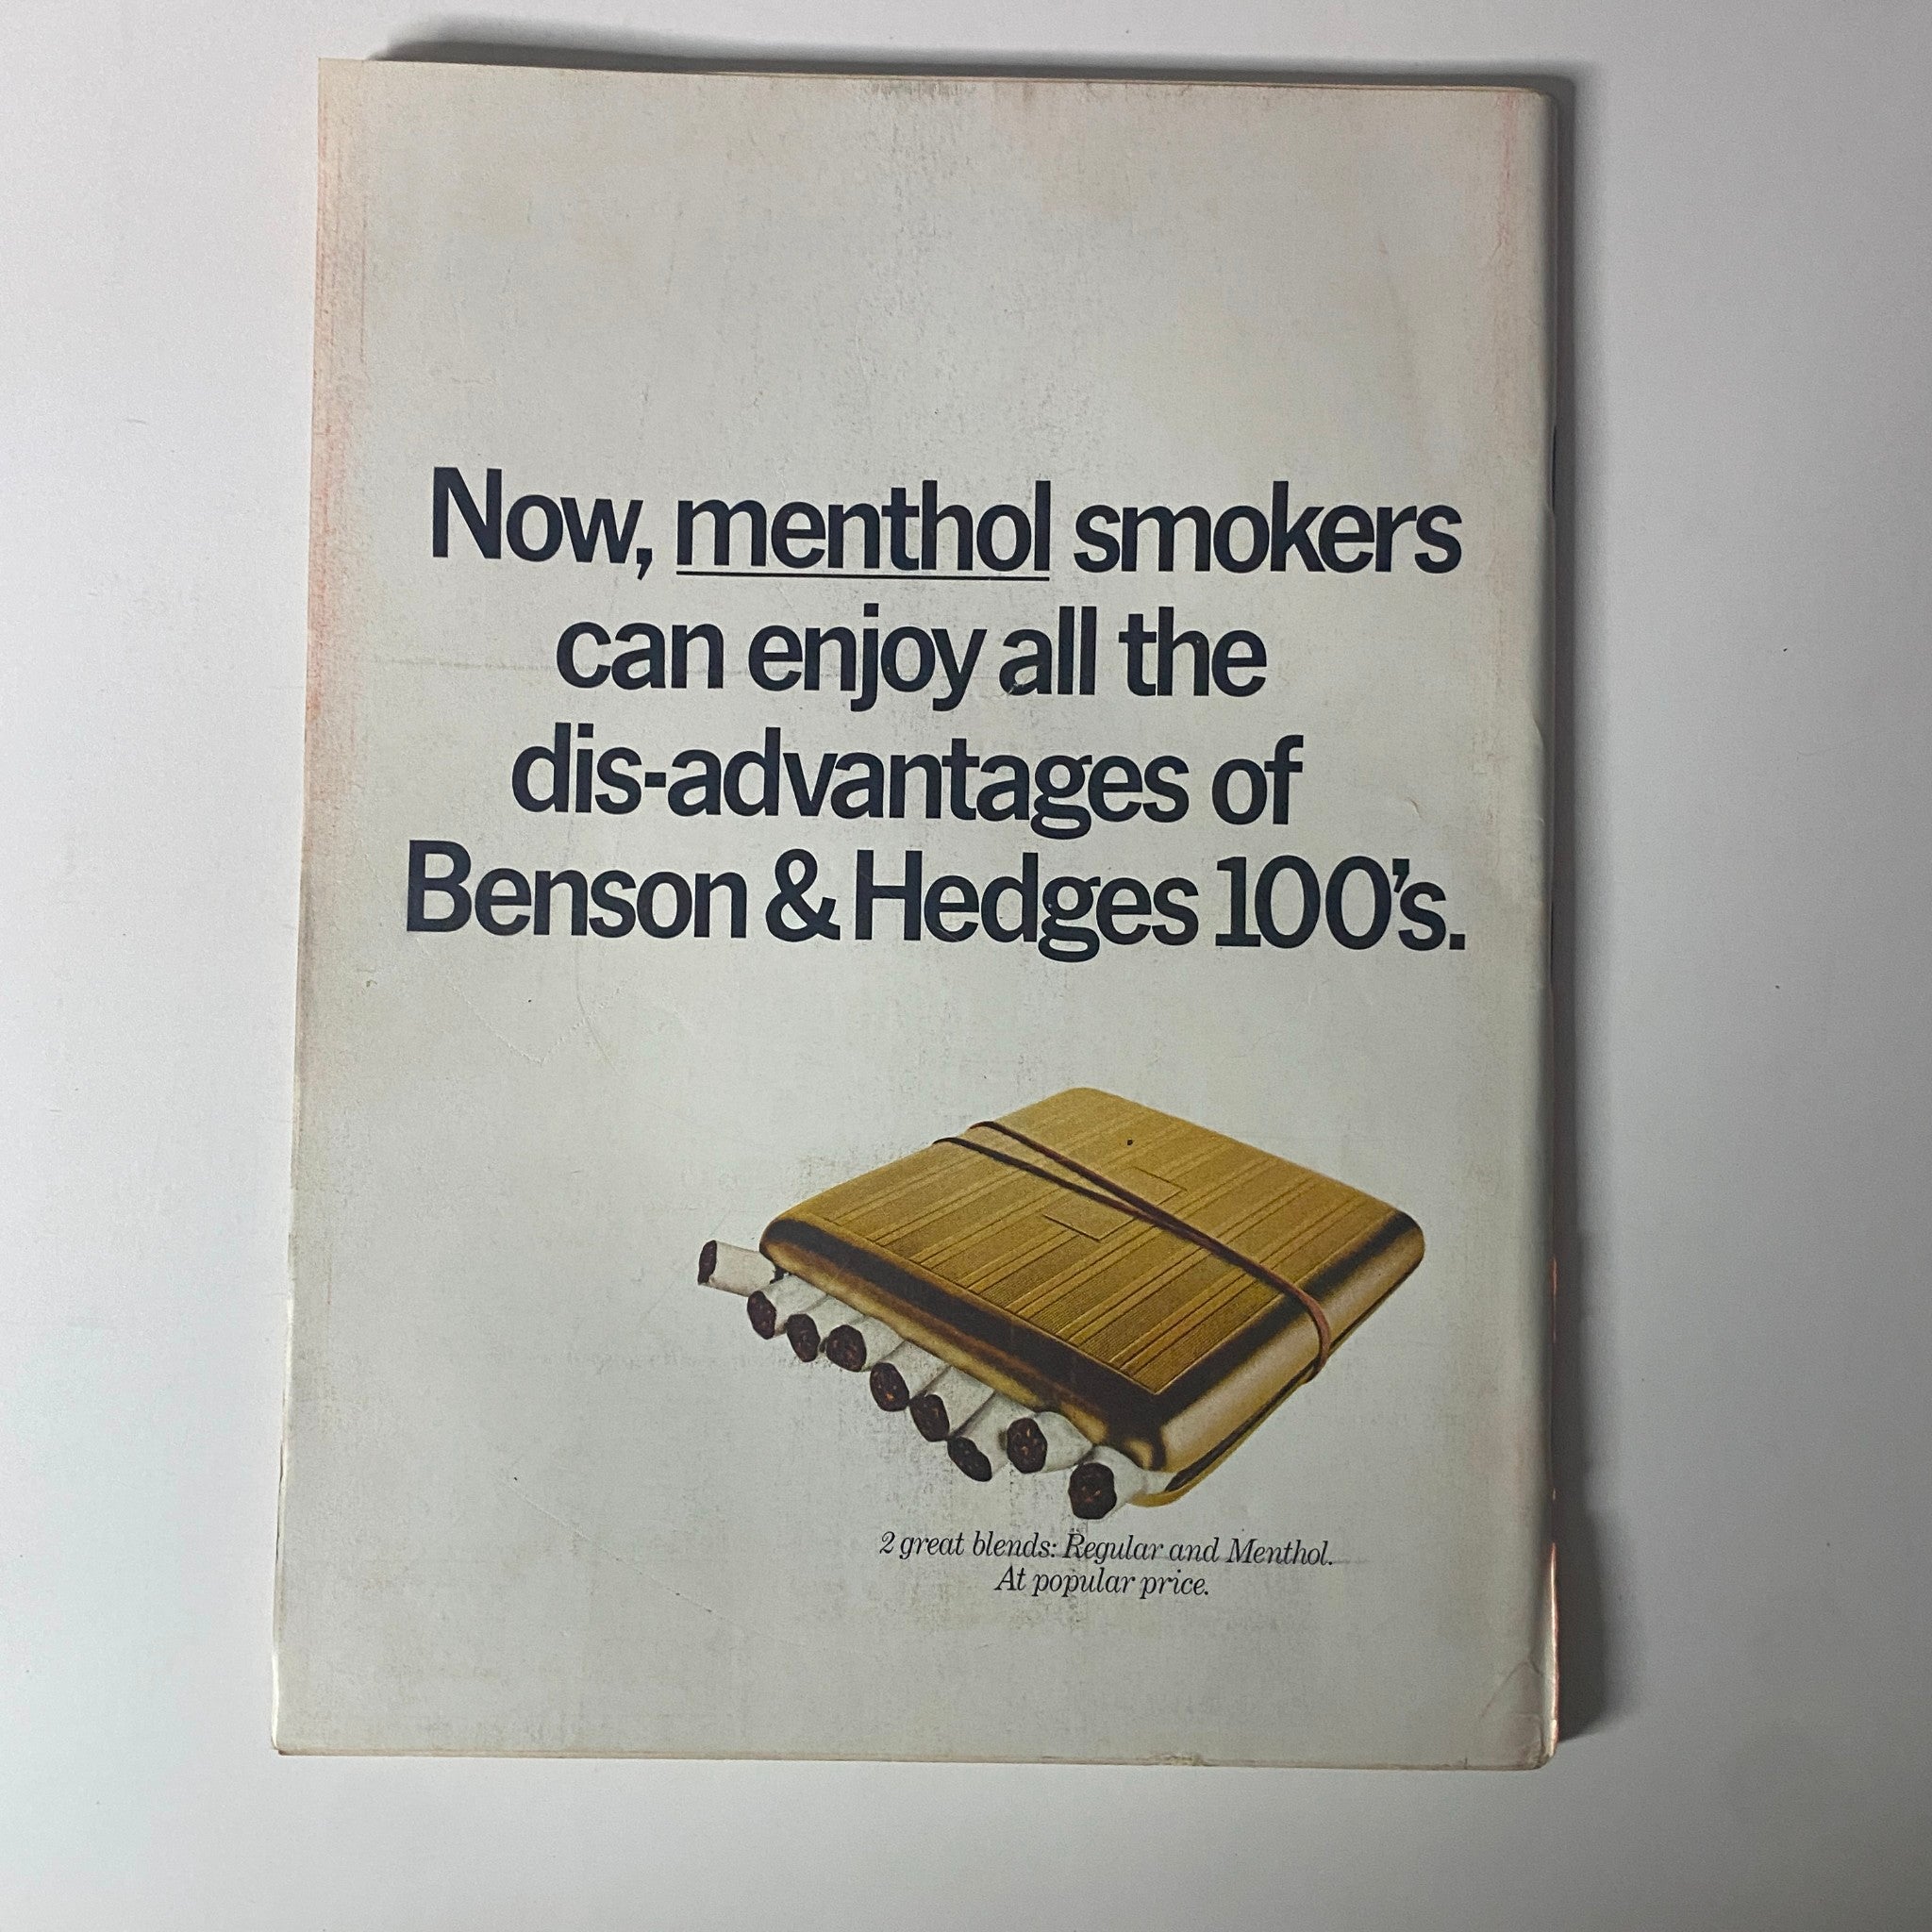 Now, menthol smokers
can enjoy all the
dis-advantages of
Benson & Hedges 100's.
2 great blends: Regular and Menthol.
At popular price.